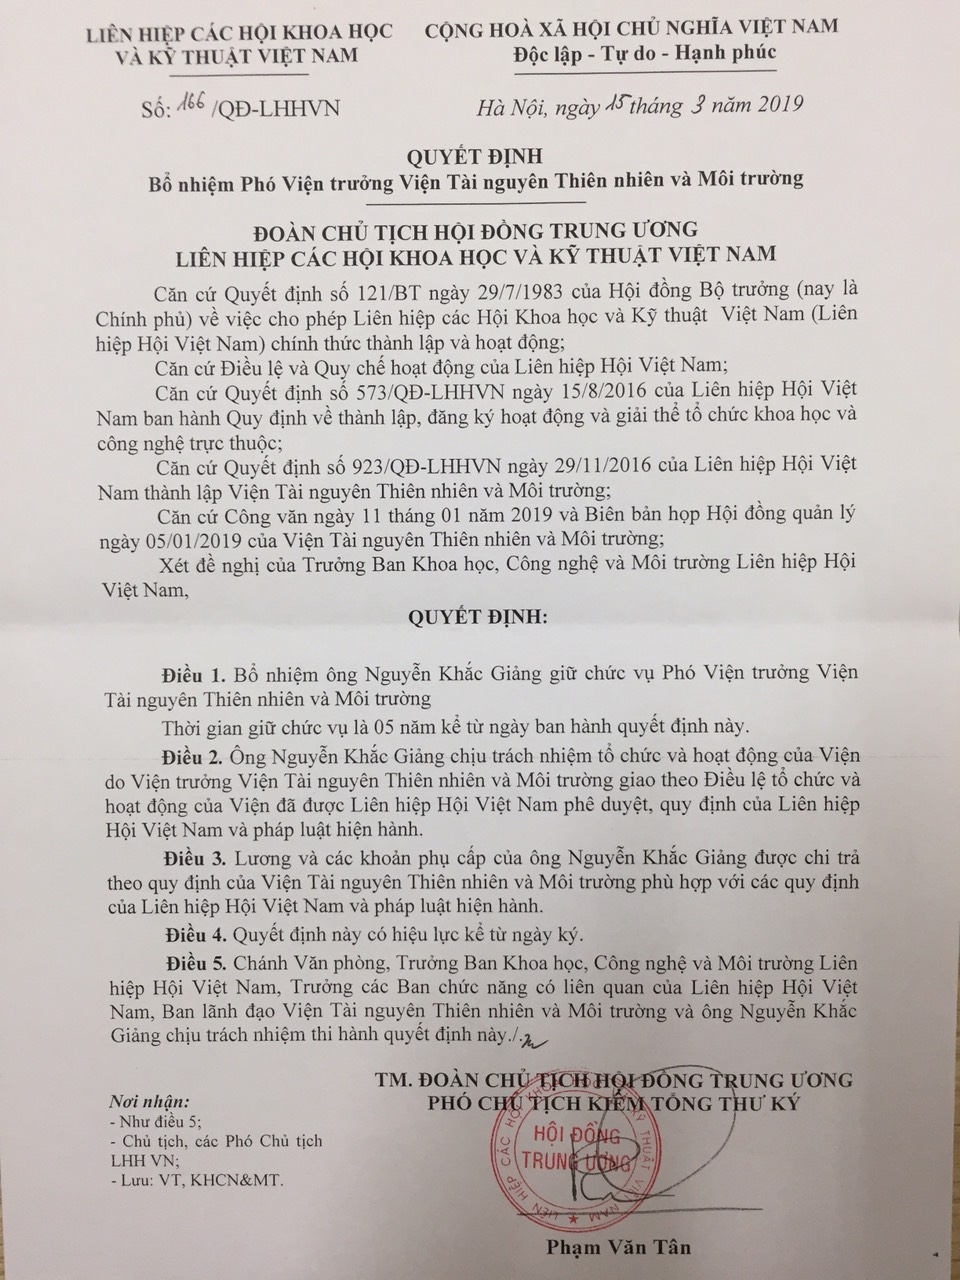 LIÊN HIỆP CÁC HỘI KHOA HỌC
VÀ KỸ THUẬT VIỆT NAM
CỘNG HOÀ XÃ HỘI CHỦ NGHĨA VIỆT NAM
Độc lập - Tự do - Hạnh phúc
Số: 166 /QĐ-LHHVN
Hà Nội, ngày 15 tháng 3 năm 2019
QUYẾT ĐỊNH
Bổ nhiệm Phó Viện trưởng Viện Tài nguyên Thiên nhiên và Môi trường
ĐOÀN CHỦ TỊCH HỘI ĐỒNG TRUNG ƯƠNG
LIÊN HIỆP CÁC HỘI KHOA HỌC VÀ KỸ THUẬT VIỆT NAM
Căn cứ Quyết định số 121/BT ngày 29/7/1983 của Hội đồng Bộ trưởng (nay là
Chính phủ) về việc cho phép Liên hiệp các Hội Khoa học và Kỹ thuật Việt Nam (Liên
hiệp Hội Việt Nam) chính thức thành lập và hoạt động;
Căn cứ Điều lệ và Quy chế hoạt động của Liên hiệp Hội Việt Nam;
Căn cứ Quyết định số 573/QĐ-LHHVN ngày 15/8/2016 của Liên hiệp Hội Việt
Nam ban hành Quy định về thành lập, đăng ký hoạt động và giải thể tổ chức khoa học và
công nghệ trực thuộc;
Căn cứ Quyết định số 923/QĐ-LHHVN ngày 29/11/2016 của Liên hiệp Hội Việt
Nam thành lập Viện Tài nguyên Thiên nhiên và Môi trường;
Căn cứ Công văn ngày 11 tháng 01 năm 2019 và Biên bản họp Hội đồng quản lý
ngày 05/01/2019 của Viện Tài nguyên Thiên nhiên và Môi trường;
Xét đề nghị của Trưởng Ban Khoa học, Công nghệ và Môi trường Liên hiệp Hội
Việt Nam,
QUYẾT ĐỊNH:
Điều 1. Bổ nhiệm ông Nguyễn Khắc Giảng giữ chức vụ Phó Viện trưởng Viện
Tài nguyên Thiên nhiên và Môi trường
Thời gian giữ chức vụ là 05 năm kể từ ngày ban hành quyết định này.
Điều 2. Ông Nguyễn Khắc Giảng chịu trách nhiệm tổ chức và hoạt động của Viện
do Viện trưởng Viện Tài nguyên Thiên nhiên và Môi trường giao theo Điều lệ tổ chức và
hoạt động của Viện đã được Liên hiệp Hội Việt Nam phê duyệt, quy định của Liên hiệp
Hội Việt Nam và pháp luật hiện hành.
Điều 3. Lương và các khoản phụ cấp của ông Nguyễn Khắc Giảng được chi trả
theo quy định của Viện Tài nguyên Thiên nhiên và Môi trường phù hợp với các quy định
của Liên hiệp Hội Việt Nam và pháp luật hiện hành.
Điều 4. Quyết định này có hiệu lực kể từ ngày ký.
Điều 5. Chánh Văn phòng, Trưởng Ban Khoa học, Công nghệ và Môi trường Liên
hiệp Hội Việt Nam, Trưởng các Ban chức năng có liên quan của Liên hiệp Hội Việt
Nam, Ban lãnh đạo Viện Tài nguyên Thiên nhiên và Môi trường và ông Nguyễn Khắc
Giảng chịu trách nhiệm thi hành quyết định này./.
TM. ĐOÀN CHỦ TỊCH HỘI ĐỒNG TRUNG ƯƠNG
PHÓ CHỦ TỊCH KIÊM TỔNG THƯ KÝ
Nơi nhận:
- Như điều 5;
- Chủ tịch, các Phó Chủ tịch
LHH VN;
- Lưu: VT, KHCN&MT.
LIÊN HIỆP CÁC HỘI KHOA HỌC VÀ KỸ THUẬT VIỆT NAM
HỘI ĐỒNG
TRUNG ƯƠNG
Phạm Văn Tân